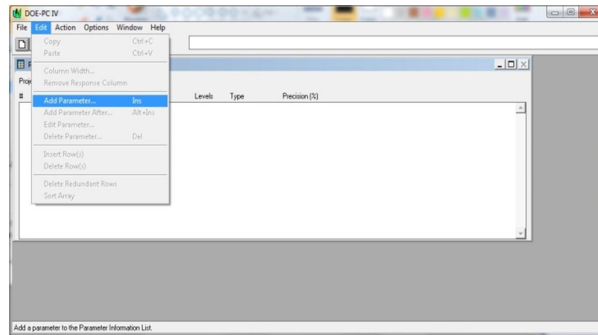 DOE-PC IV
File Edit Action Options Window Help
Copy Ctrl+C
Paste Ctrl+V
Column Width...
Remove Response Column
Levels Type Precision (%)
Add Parameter... Ins
Add Parameter After... Alt+Ins
Edit Parameter...
Delete Parameter... Del
Insert Row(s)
Delete Row(s)
Delete Redundant Rows
Sort Array
Add a parameter to the Parameter Information List.